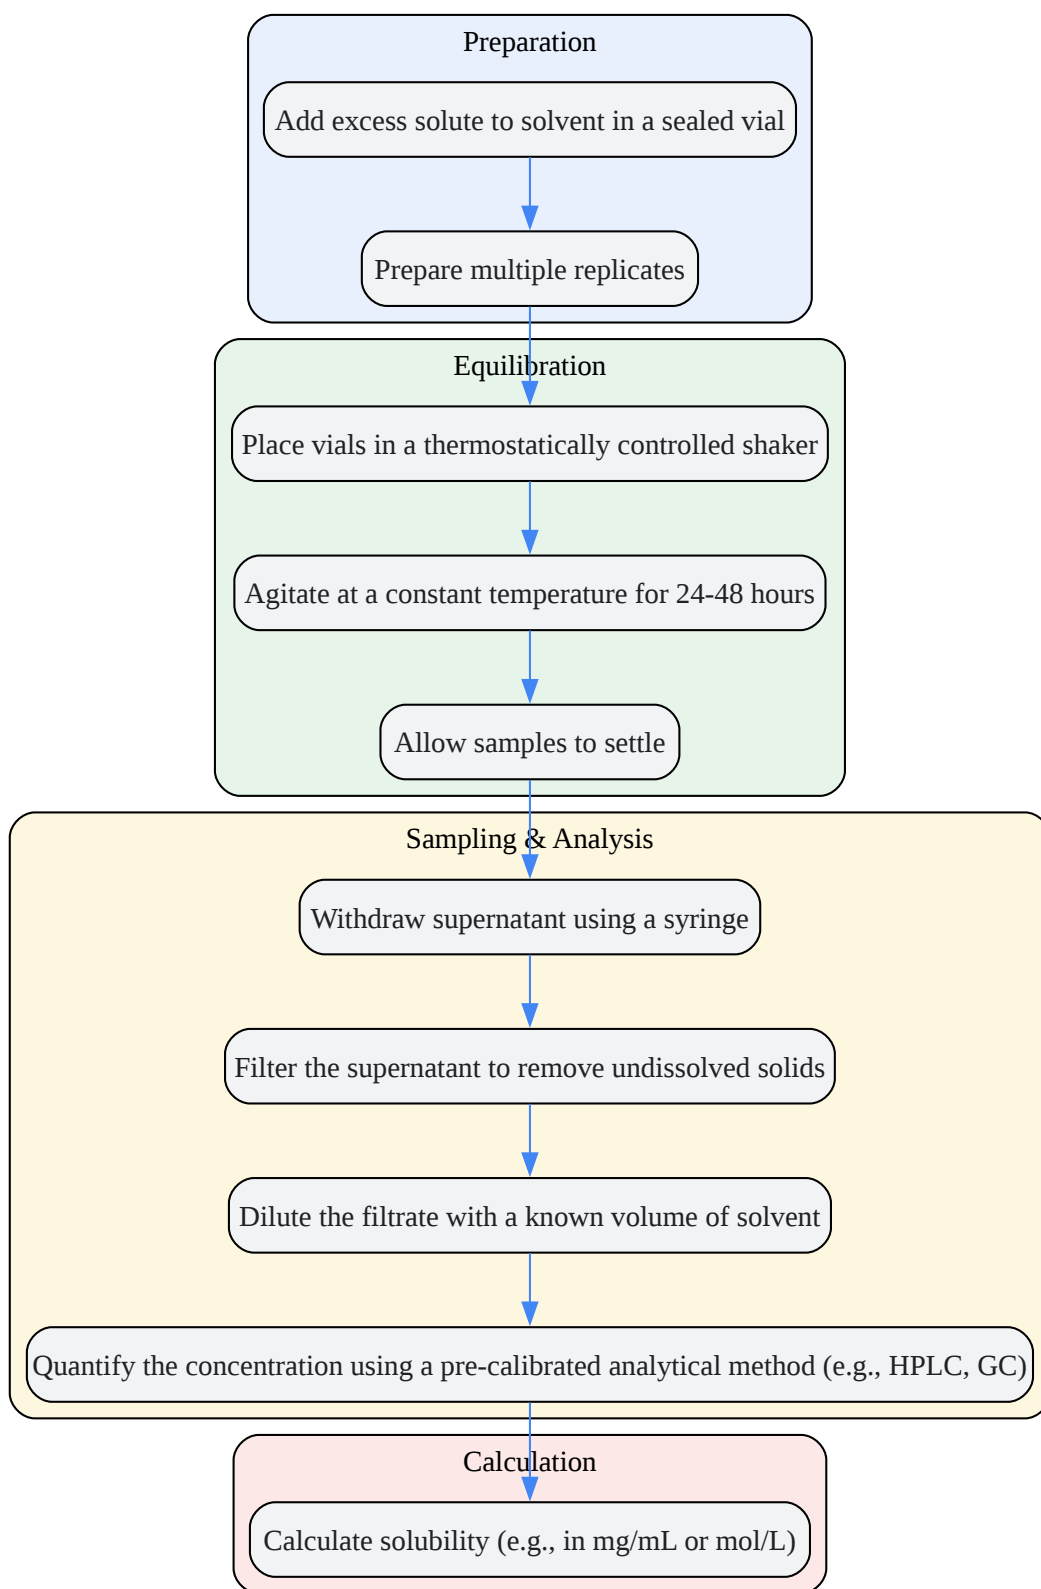 Preparation
Add excess solute to solvent in a sealed vial
Prepare multiple replicates
Equilibration
Place vials in a thermostatically controlled shaker
Agitate at a constant temperature for 24-48 hours
Allow samples to settle
Sampling & Analysis
Withdraw supernatant using a syringe
Filter the supernatant to remove undissolved solids
Dilute the filtrate with a known volume of solvent
Quantify the concentration using a pre-calibrated analytical method (e.g., HPLC, GC)
Calculation
Calculate solubility (e.g., in mg/mL or mol/L)